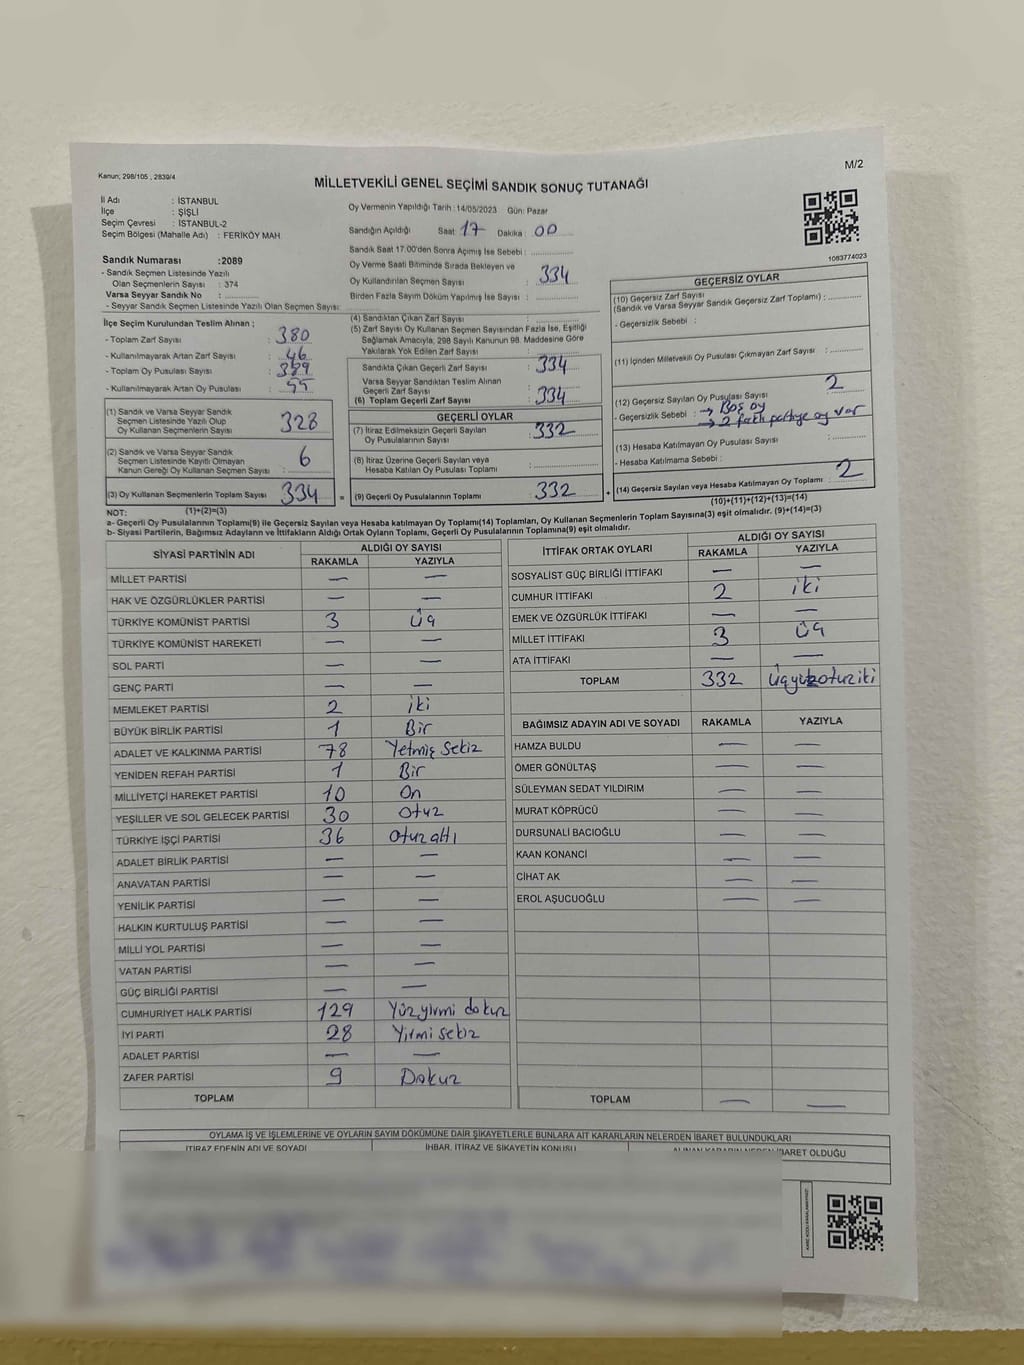 Kanun; 298/105 , 2839/4
M/2
MİLLETVEKİLİ GENEL SEÇİMİ SANDIK SONUÇ TUTANAĞI
İl Adı : İSTANBUL
İlçe : ŞİŞLİ
Seçim Çevresi : İSTANBUL-2
Seçim Bölgesi (Mahalle Adı) : FERİKÖY MAH.
Sandık Numarası :2089
- Sandık Seçmen Listesinde Yazılı
Olan Seçmenlerin Sayısı : 374
Varsa Seyyar Sandık No :
- Seyyar Sandık Seçmen Listesinde Yazılı Olan Seçmen Sayısı:
Oy Vermenin Yapıldığı Tarih : 14/05/2023 Gün: Pazar
Sandığın Açıldığı Saat 17 Dakika : 00
Sandık Saat 17.00'den Sonra Açımış İse Sebebi :
Oy Verme Saati Bitiminde Sırada Bekleyen ve
Oy Kullandırılan Seçmen Sayısı : 334
Birden Fazla Sayım Döküm Yapılmış İse Sayısı :
1083774023
İlçe Seçim Kurulundan Teslim Alınan ;
- Toplam Zarf Sayısı : 380
- Kullanılmayarak Artan Zarf Sayısı : 46
- Toplam Oy Pusulası Sayısı :
- Kullanılmayarak Artan Oy Pusulası : 55
(1) Sandık ve Varsa Seyyar Sandık
Seçmen Listesinde Yazılı Olup
Oy Kullanan Seçmenlerin Sayısı 328
(2) Sandık ve Varsa Seyyar Sandık
Seçmen Listesinde Kayıtlı Olmayan
Kanun Gereği Oy Kullanan Seçmen Sayısı : 6
(3) Oy Kullanan Seçmenlerin Toplam Sayısı 334 =
(1)+(2)=(3)
(4) Sandıktan Çıkan Zarf Sayısı :
(5) Zarf Sayısı Oy Kullanan Seçmen Sayısından Fazla İse, Eşitliği
Sağlamak Amacıyla, 298 Sayılı Kanunun 98. Maddesine Göre
Yakılarak Yok Edilen Zarf Sayısı :
Sandıkta Çıkan Geçerli Zarf Sayısı : 334
Varsa Seyyar Sandıktan Teslim Alınan
Geçerli Zarf Sayısı :
(6) Toplam Geçerli Zarf Sayısı : 334
GEÇERLİ OYLAR
(7) İtiraz Edilmeksizin Geçerli Sayılan
Oy Pusulalarının Sayısı : 332
(8) İtiraz Üzerine Geçerli Sayılan veya
Hesaba Katılan Oy Pusulası Toplamı :
(9) Geçerli Oy Pusulalarının Toplamı 332 +
GEÇERSİZ OYLAR
(10) Geçersiz Zarf Sayısı
(Sandık ve Varsa Seyyar Sandık Geçersiz Zarf Toplamı) :
- Geçersizlik Sebebi :
(11) İçinden Milletvekili Oy Pusulası Çıkmayan Zarf Sayısı :
(12) Geçersiz Sayılan Oy Pusulası Sayısı : 2
- Geçersizlik Sebebi : → Boş oy
→ 2 farklı partiye oy var
(13) Hesaba Katılmayan Oy Pusulası Sayısı :
- Hesaba Katılmama Sebebi :
(14) Geçersiz Sayılan veya Hesaba Katılmayan Oy Toplamı : 2
(10)+(11)+(12)+(13)=(14)
NOT:
a- Geçerli Oy Pusulalarının Toplamı(9) ile Geçersiz Sayılan veya Hesaba katılmayan Oy Toplamı(14) Toplamları, Oy Kullanan Seçmenlerin Toplam Sayısına(3) eşit olmalıdır. (9)+(14)=(3)
b- Siyasi Partilerin, Bağımsız Adayların ve İttifakların Aldığı Ortak Oyların Toplamı, Geçerli Oy Pusulalarının Toplamına(9) eşit olmalıdır.
SİYASİ PARTİNİN ADI ALDIĞI OY SAYISI
RAKAMLA YAZIYLA
MİLLET PARTİSİ — —
HAK VE ÖZGÜRLÜKLER PARTİSİ — —
TÜRKİYE KOMÜNİST PARTİSİ 3 üç
TÜRKİYE KOMÜNİST HAREKETİ — —
SOL PARTİ — —
GENÇ PARTİ — —
MEMLEKET PARTİSİ 2 iki
BÜYÜK BİRLİK PARTİSİ 1 Bir
ADALET VE KALKINMA PARTİSİ 78 Yetmiş sekiz
YENİDEN REFAH PARTİSİ 1 Bir
MİLLİYETÇİ HAREKET PARTİSİ 10 On
YEŞİLLER VE SOL GELECEK PARTİSİ 30 otuz
TÜRKİYE İŞÇİ PARTİSİ 36 otuz altı
ADALET BİRLİK PARTİSİ — —
ANAVATAN PARTİSİ — —
YENİLİK PARTİSİ — —
HALKIN KURTULUŞ PARTİSİ — —
MİLLİ YOL PARTİSİ — —
VATAN PARTİSİ — —
GÜÇ BİRLİĞİ PARTİSİ — —
CUMHURİYET HALK PARTİSİ 129 Yüzyirmi dokuz
İYİ PARTİ 28 Yirmi sekiz
ADALET PARTİSİ — —
ZAFER PARTİSİ 9 Dokuz
TOPLAM
İTTİFAK ORTAK OYLARI ALDIĞI OY SAYISI
RAKAMLA YAZIYLA
SOSYALİST GÜÇ BİRLİĞİ İTTİFAKI — —
CUMHUR İTTİFAKI 2 iki
EMEK VE ÖZGÜRLÜK İTTİFAKI — —
MİLLET İTTİFAKI 3 üç
ATA İTTİFAKI — —
TOPLAM 332 üçyüzotuziki
BAĞIMSIZ ADAYIN ADI VE SOYADI RAKAMLA YAZIYLA
HAMZA BULDU — —
ÖMER GÖNÜLTAŞ — —
SÜLEYMAN SEDAT YILDIRIM — —
MURAT KÖPRÜCÜ — —
DURSUNALİ BACIOĞLU — —
KAAN KONANCİ — —
CİHAT AK — —
EROL AŞUCUOĞLU — —
TOPLAM — —
OYLAMA İŞ VE İŞLEMLERİNE VE OYLARIN SAYIM DÖKÜMÜNE DAİR ŞİKAYETLERLE BUNLARA AİT KARARLARIN NELERDEN İBARET BULUNDUKLARI
İTİRAZ EDENİN ADI VE SOYADI İHBAR, İTİRAZ VE ŞİKAYETİN KONUSU ALINAN KARARIN NEDEN İBARET OLDUĞU